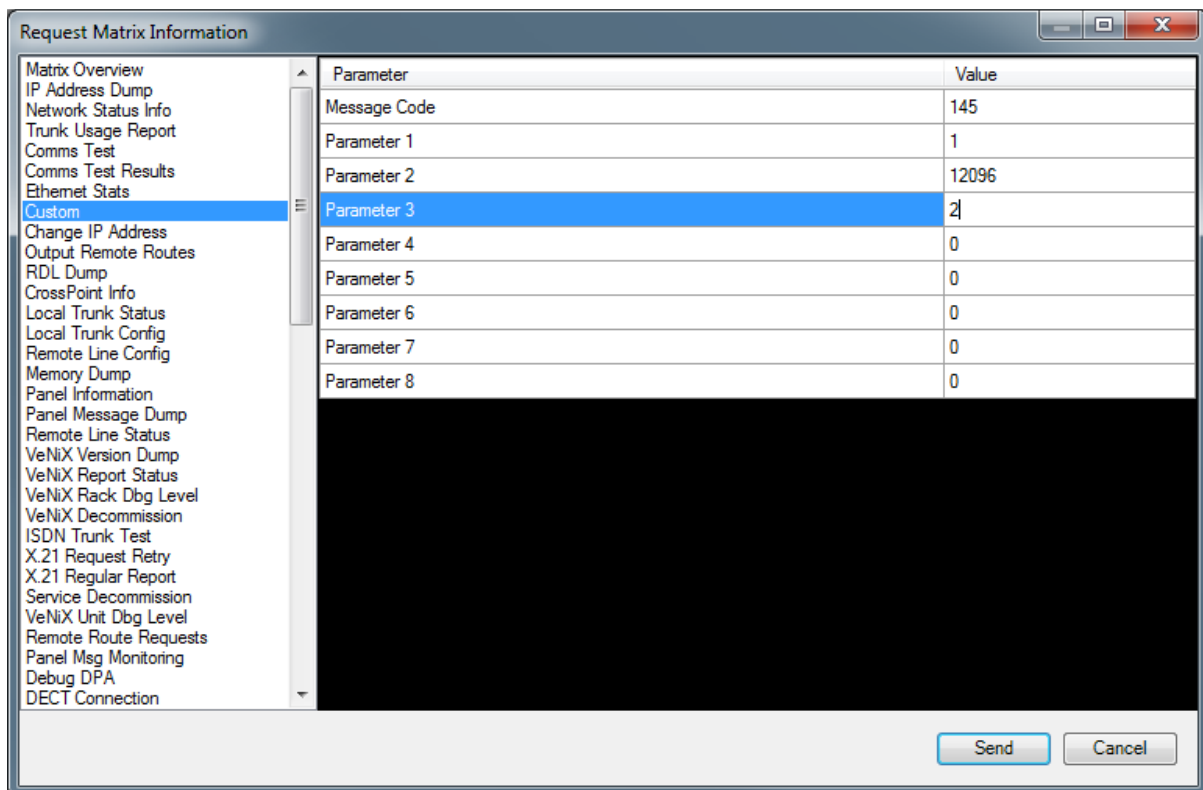 Request Matrix Information
Matrix Overview
IP Address Dump
Network Status Info
Trunk Usage Report
Comms Test
Comms Test Results
Ethernet Stats
Custom
Change IP Address
Output Remote Routes
RDL Dump
CrossPoint Info
Local Trunk Status
Local Trunk Config
Remote Line Config
Memory Dump
Panel Information
Panel Message Dump
Remote Line Status
VeNiX Version Dump
VeNiX Report Status
VeNiX Rack Dbg Level
VeNiX Decommission
ISDN Trunk Test
X.21 Request Retry
X.21 Regular Report
Service Decommission
VeNiX Unit Dbg Level
Remote Route Requests
Panel Msg Monitoring
Debug DPA
DECT Connection
Parameter Value
Message Code 145
Parameter 1 1
Parameter 2 12096
Parameter 3 2
Parameter 4 0
Parameter 5 0
Parameter 6 0
Parameter 7 0
Parameter 8 0
Send Cancel